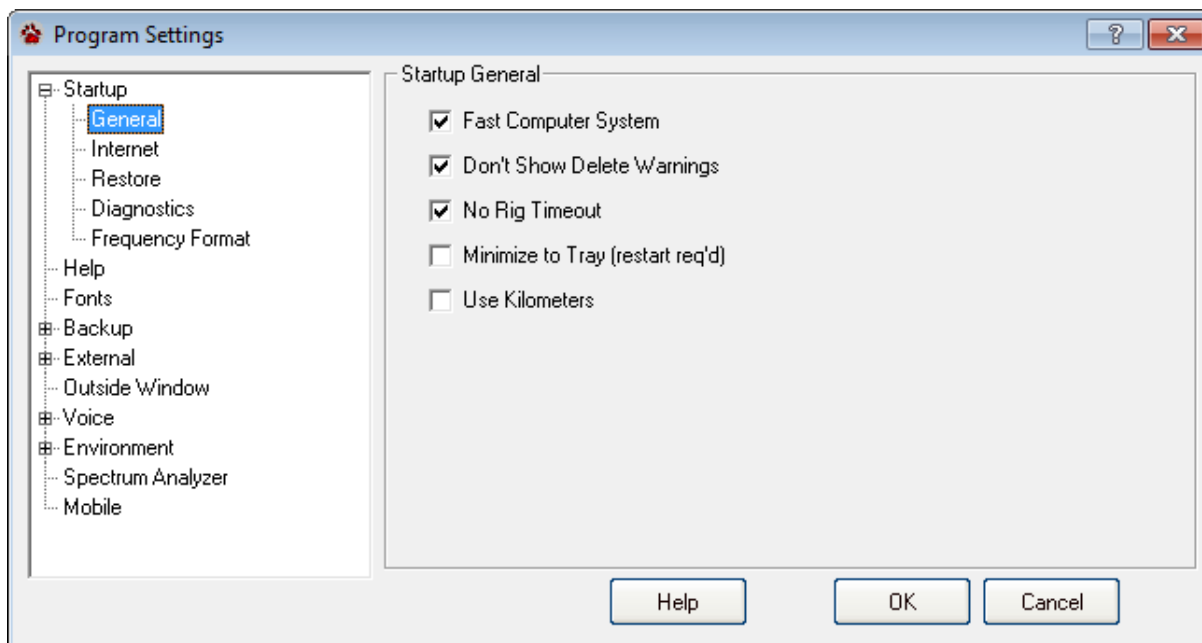 Program Settings
Startup
General
Internet
Restore
Diagnostics
Frequency Format
Help
Fonts
Backup
External
Outside Window
Voice
Environment
Spectrum Analyzer
Mobile
Startup General
Fast Computer System
Don't Show Delete Warnings
No Rig Timeout
Minimize to Tray (restart req'd)
Use Kilometers
Help
OK
Cancel